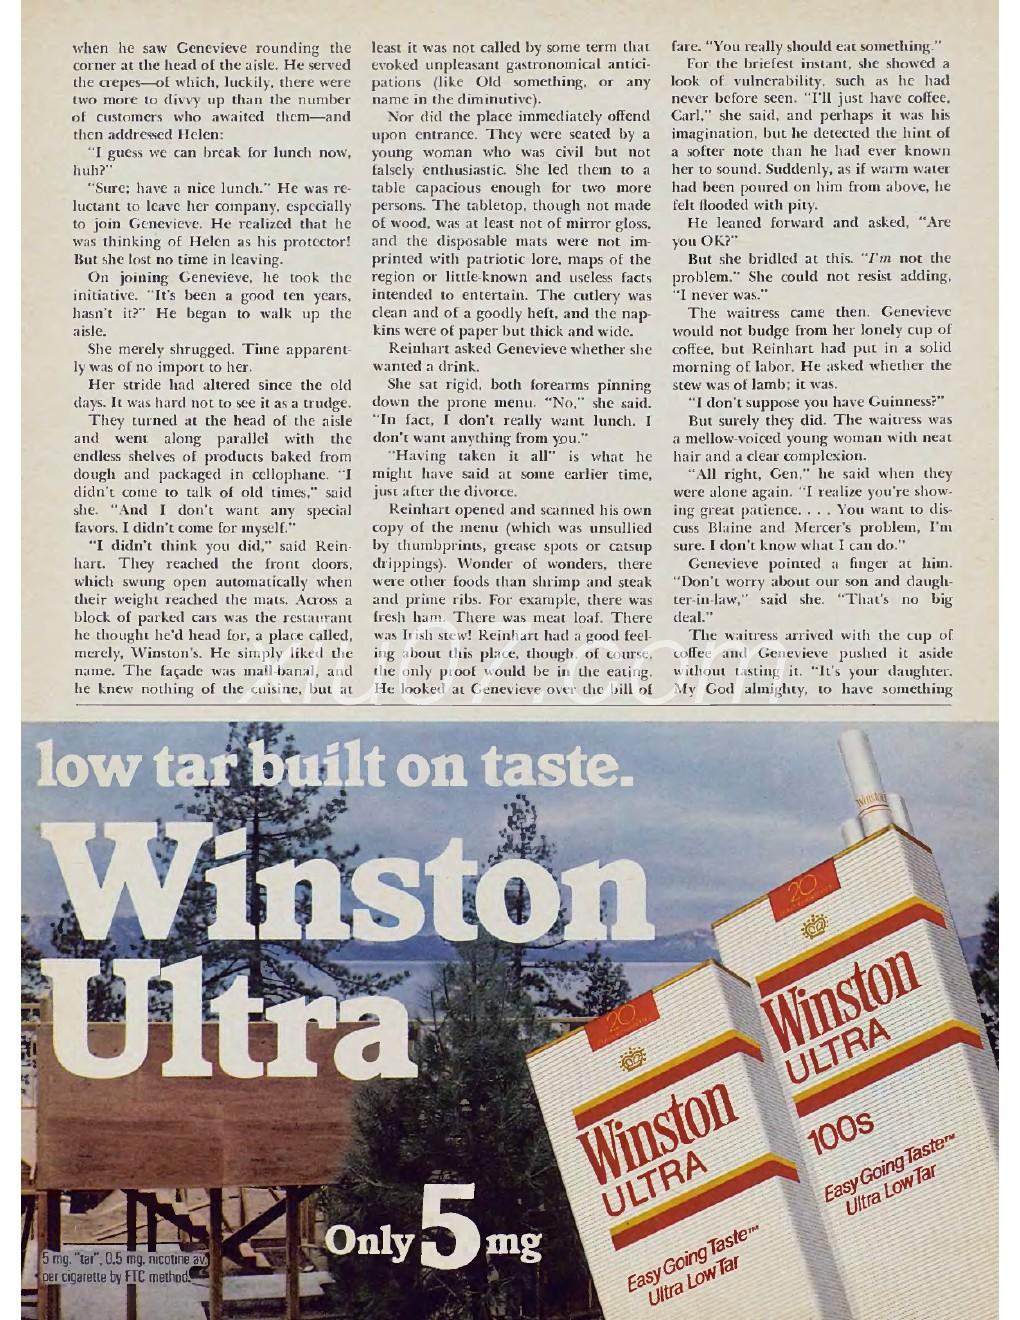 when he saw Genevieve rounding the
corner at the head of the aisle. He served
the crepes—of which, luckily, there were
two more to divvy up than the number
of customers who awaited them—and
then addressed Helen:
"I guess we can break for lunch now,
huh?"
"Sure; have a nice lunch." He was re-
luctant to leave her company, especially
to join Genevieve. He realized that he
was thinking of Helen as his protector!
But she lost no time in leaving.
On joining Genevieve, he took the
initiative. "It's been a good ten years,
hasn't it?" He began to walk up the
aisle.
She merely shrugged. Time apparent-
ly was of no import to her.
Her stride had altered since the old
days. It was hard not to see it as a trudge.
They turned at the head of the aisle
and went along parallel with the
endless shelves of products baked from
dough and packaged in cellophane. "I
didn't come to talk of old times," said
she. "And I don't want any special
favors. I didn't come for myself."
"I didn't think you did," said Rein-
hart. They reached the front doors,
which swung open automatically when
their weight reached the mats. Across a
block of parked cars was the restaurant
he thought he'd head for, a place called,
merely, Winston's. He simply liked the
name. The façade was mall-banal, and
he knew nothing of the cuisine, but at
least it was not called by some term that
evoked unpleasant gastronomical antici-
pations (like Old something, or any
name in the diminutive).
Nor did the place immediately offend
upon entrance. They were seated by a
young woman who was civil but not
falsely enthusiastic. She led them to a
table capacious enough for two more
persons. The tabletop, though not made
of wood, was at least not of mirror gloss,
and the disposable mats were not im-
printed with patriotic lore, maps of the
region or little-known and useless facts
intended to entertain. The cutlery was
clean and of a goodly heft, and the nap-
kins were of paper but thick and wide.
Reinhart asked Genevieve whether she
wanted a drink.
She sat rigid, both forearms pinning
down the prone menu. "No," she said.
"In fact, I don't really want lunch. I
don't want anything from you."
"Having taken it all" is what he
might have said at some earlier time,
just after the divorce.
Reinhart opened and scanned his own
copy of the menu (which was unsullied
by thumbprints, grease spots or catsup
drippings). Wonder of wonders, there
were other foods than shrimp and steak
and prime ribs. For example, there was
fresh ham. There was meat loaf. There
was Irish stew! Reinhart had a good feel-
ing about this place, though, of course,
the only proof would be in the eating.
He looked at Genevieve over the bill of
fare. "You really should eat something."
For the briefest instant, she showed a
look of vulnerability, such as he had
never before seen. "I'll just have coffee,
Carl," she said, and perhaps it was his
imagination, but he detected the hint of
a softer note than he had ever known
her to sound. Suddenly, as if warm water
had been poured on him from above, he
felt flooded with pity.
He leaned forward and asked, "Are
you OK?"
But she bridled at this. "I'm not the
problem." She could not resist adding,
"I never was."
The waitress came then. Genevieve
would not budge from her lonely cup of
coffee, but Reinhart had put in a solid
morning of labor. He asked whether the
stew was of lamb; it was.
"I don't suppose you have Guinness?"
But surely they did. The waitress was
a mellow-voiced young woman with neat
hair and a clear complexion.
"All right, Gen," he said when they
were alone again. "I realize you're show-
ing great patience. . . . You want to dis-
cuss Blaine and Mercer's problem, I'm
sure. I don't know what I can do."
Genevieve pointed a finger at him.
"Don't worry about our son and daugh-
ter-in-law," said she. "That's no big
deal."
The waitress arrived with the cup of
coffee and Genevieve pushed it aside
without tasting it. "It's your daughter.
My God almighty, to have something
low tar built on taste.
Winston
Ultra
Only 5 mg
5 mg. "tar", 0.5 mg. nicotine av.
per cigarette by FTC method.
20
Winston
ULTRA
Easy Going Taste™
Ultra Low Tar
Winston
20
Winston
ULTRA
100s
Easy Going Taste™
Ultra Low Tar